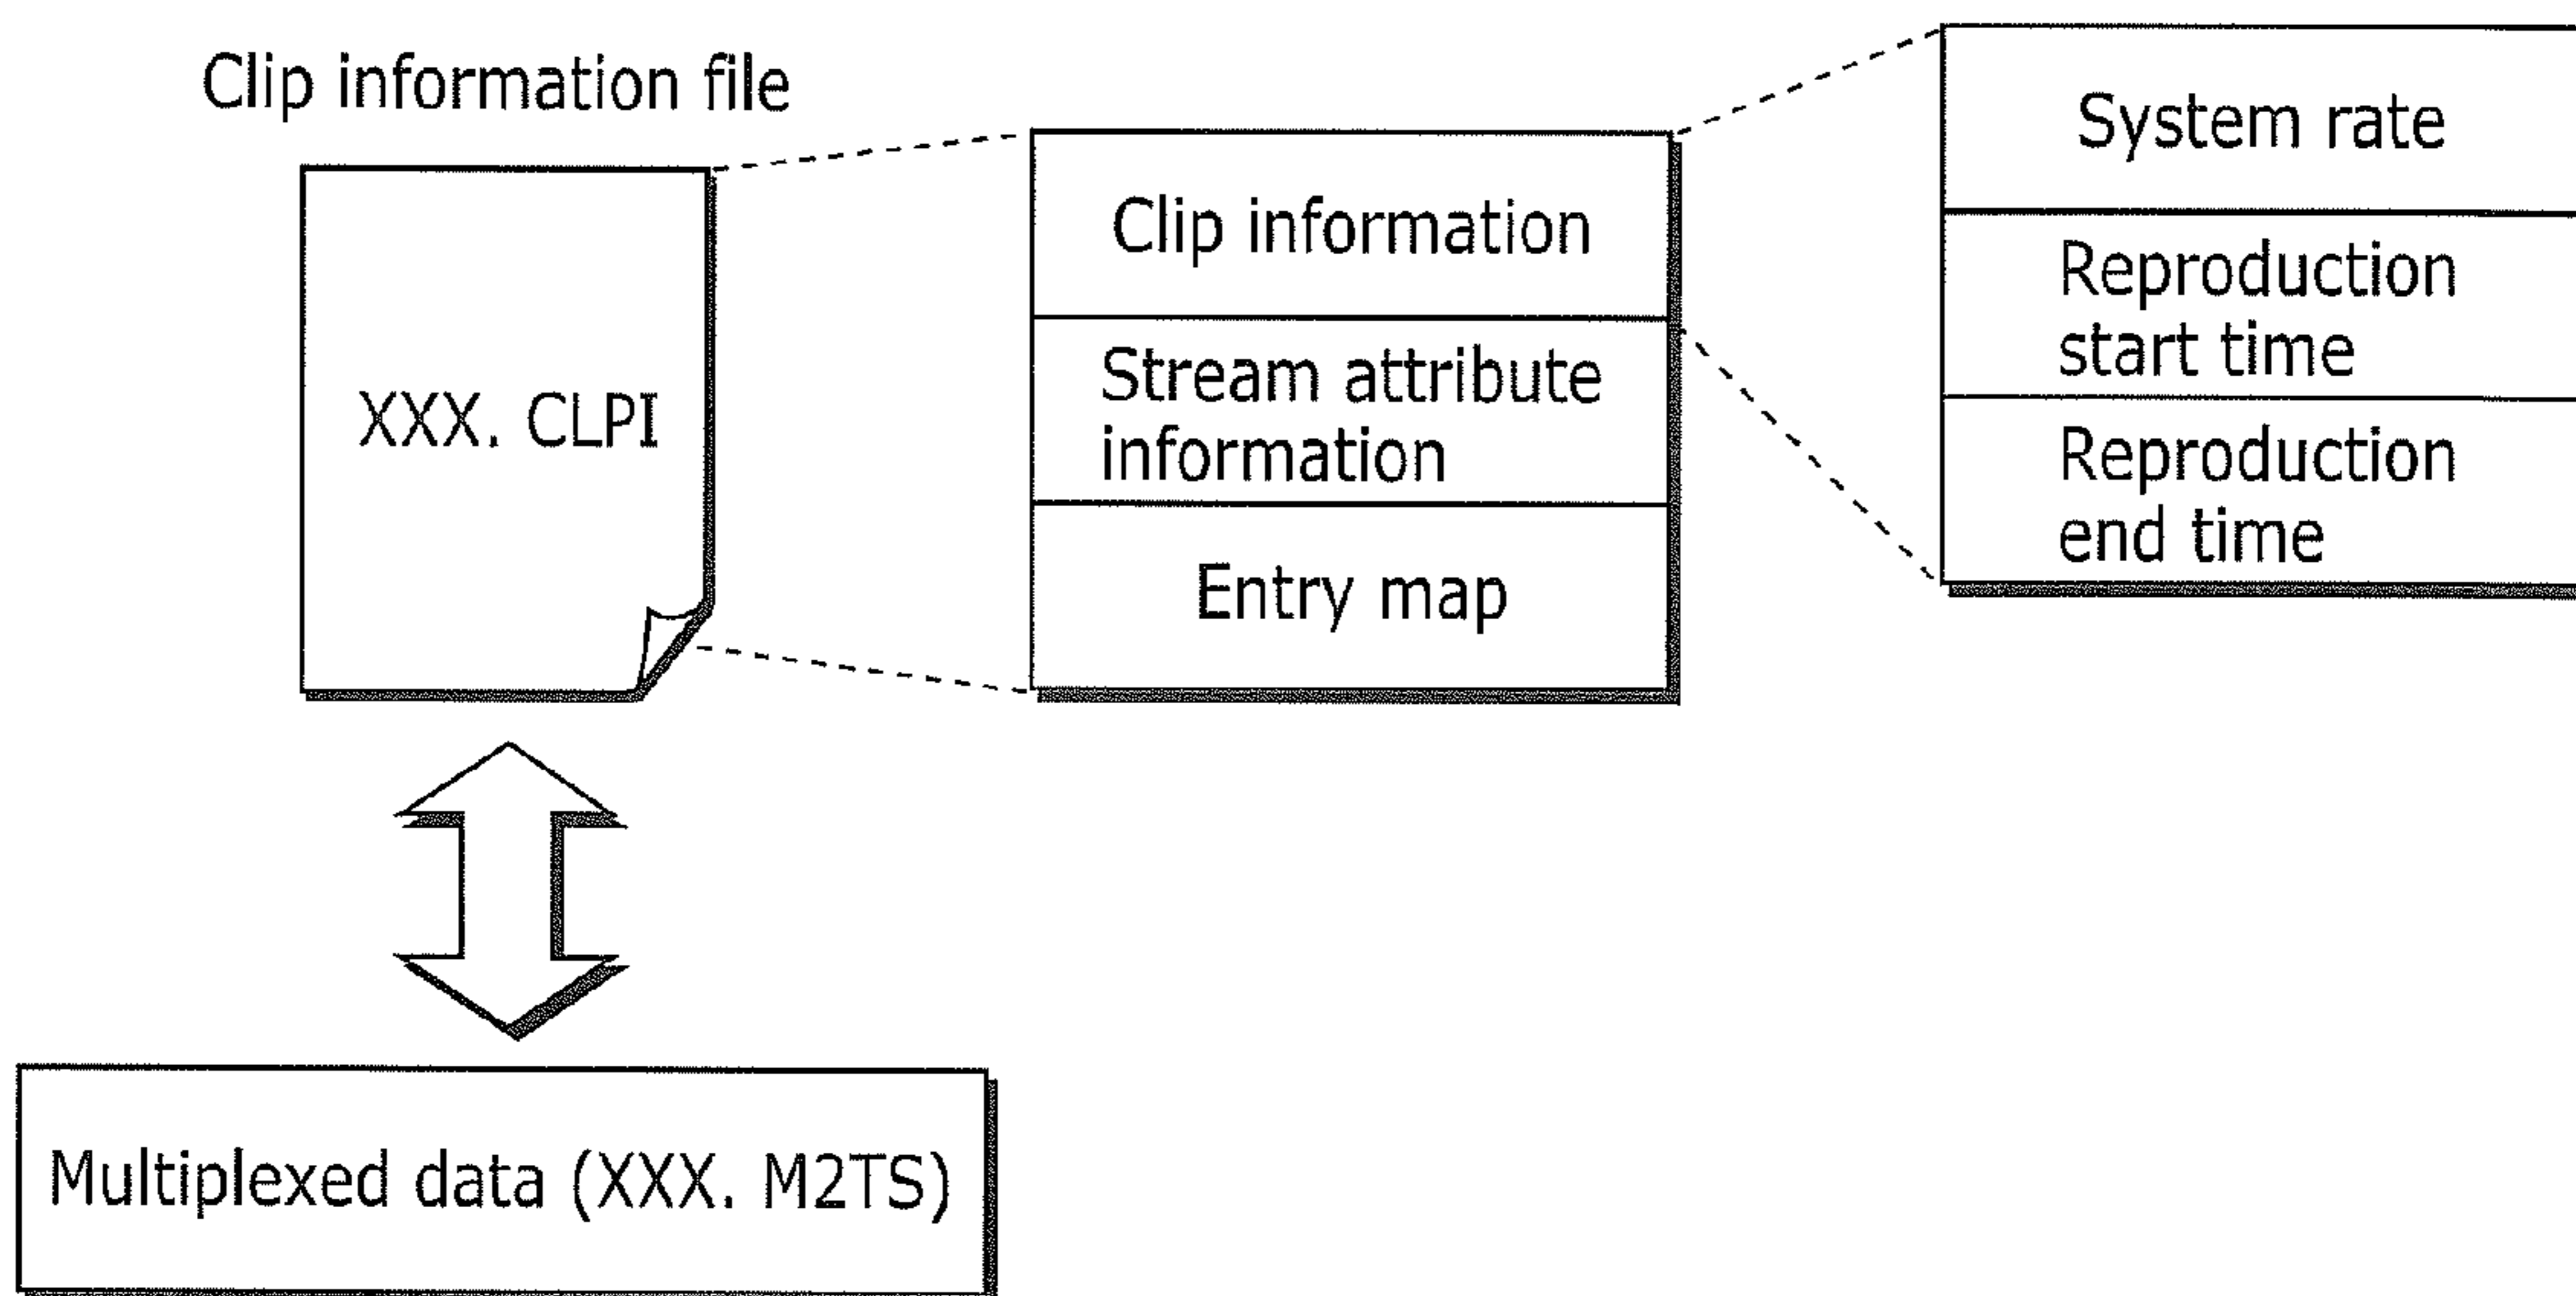 Clip information file
XXX. CLPI
Clip information
Stream attribute
information
Entry map
System rate
Reproduction
start time
Reproduction
end time
Multiplexed data (XXX. M2TS)